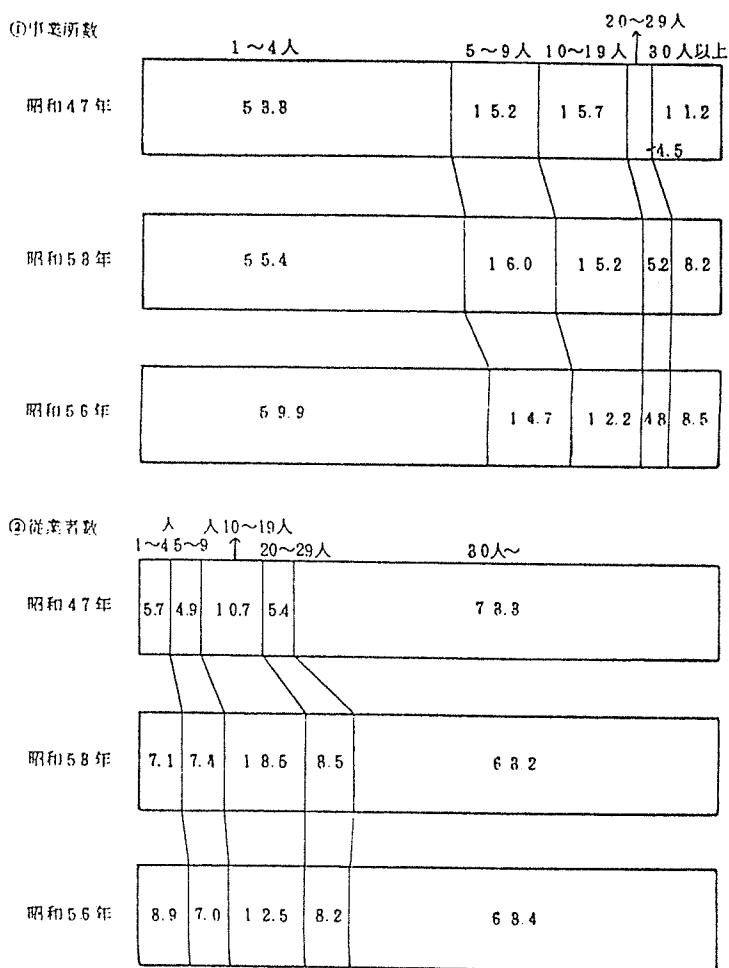 ①事業所数
20〜29人
1〜4人 5〜9人 10〜19人 30人以上
昭和47年 53.3 15.2 15.7 4.5 11.2
昭和53年 55.4 16.0 15.2 5.2 8.2
昭和56年 59.9 14.7 12.2 4.8 8.5
②従業者数 人 人 10〜19人
1〜4 5〜9 20〜29人 30人〜
昭和47年 5.7 4.9 10.7 5.4 73.3
昭和53年 7.1 7.4 13.6 8.5 63.2
昭和56年 8.9 7.0 12.5 8.2 63.4